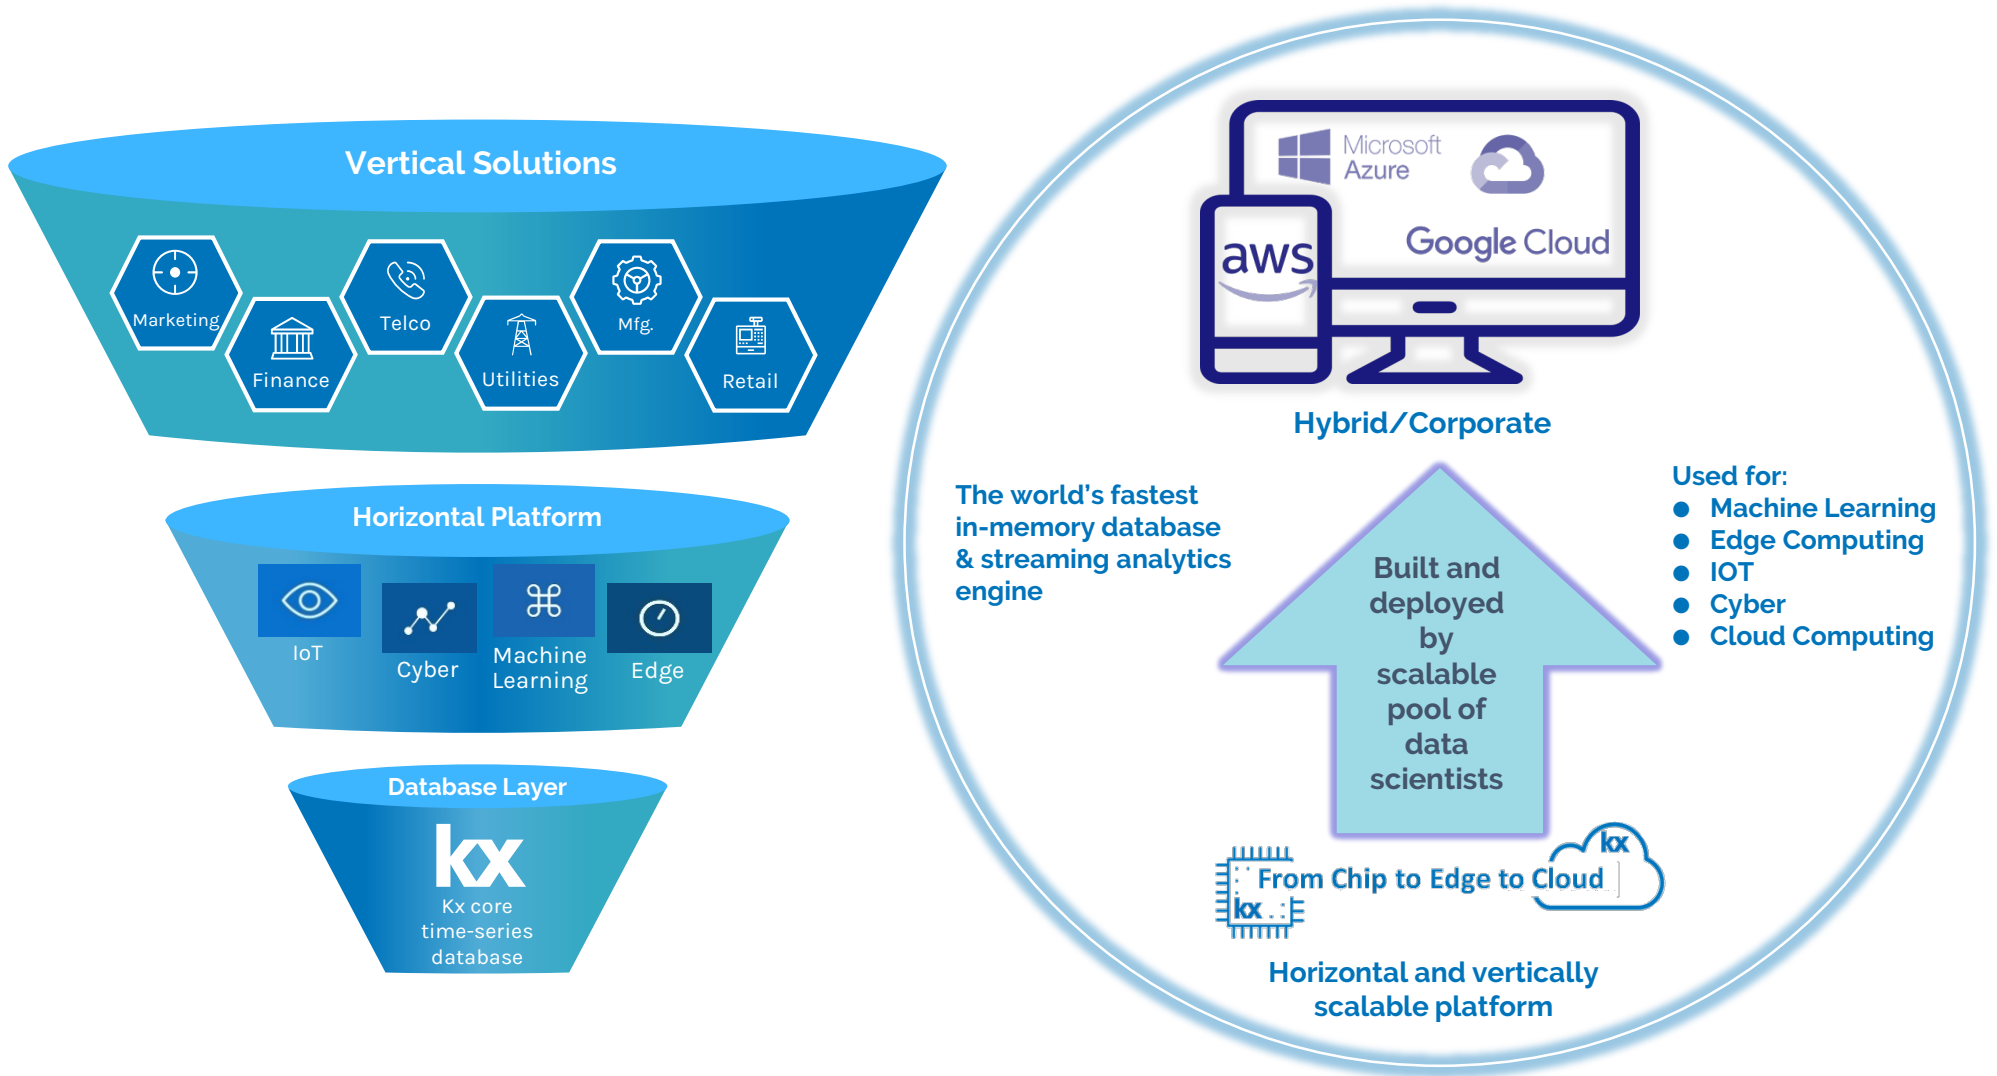 Vertical Solutions
Marketing
Finance
Telco
Utilities
Mfg.
Retail
Horizontal Platform
IoT
Cyber
Machine
Learning
Edge
Database Layer
kx
Kx core
time-series
database
Microsoft
Azure
aws
Google Cloud
Hybrid/Corporate
The world's fastest
in-memory database
& streaming analytics
engine
Built and
deployed
by
scalable
pool of
data
scientists
Used for:
● Machine Learning
● Edge Computing
● IOT
● Cyber
● Cloud Computing
kx
From Chip to Edge to Cloud
kx
Horizontal and vertically
scalable platform